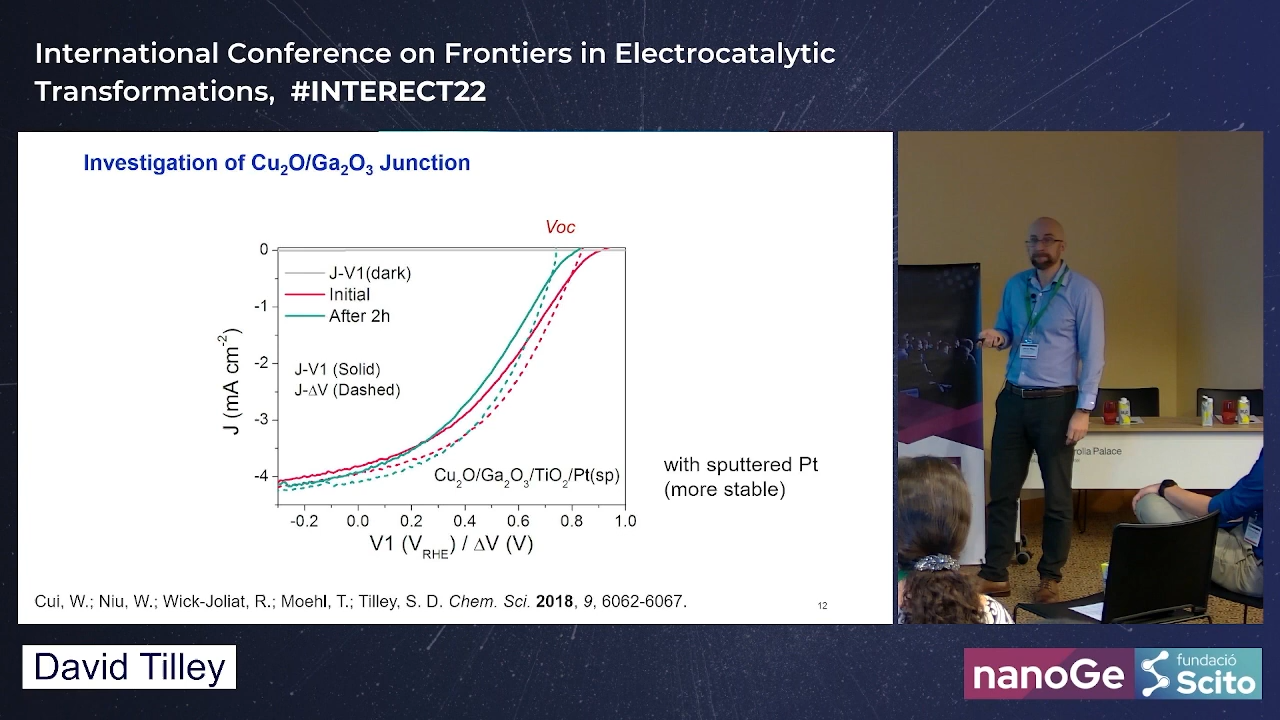 International Conference on Frontiers in Electrocatalytic
Transformations, #INTERECT22
Investigation of Cu₂O/Ga₂O₃ Junction
Voc
J-V1(dark)
Initial
After 2h
J-V1 (Solid)
J-ΔV (Dashed)
Cu₂O/Ga₂O₃/TiO₂/Pt(sp)
0
-1
-2
-3
-4
J (mA cm⁻²)
-0.2 0.0 0.2 0.4 0.6 0.8 1.0
V1 (V_RHE) / ΔV (V)
with sputtered Pt
(more stable)
Cui, W.; Niu, W.; Wick-Joliat, R.; Moehl, T.; Tilley, S. D. Chem. Sci. 2018, 9, 6062-6067.
12
Palace
David Tilley
nanoGe
fundació
Scito